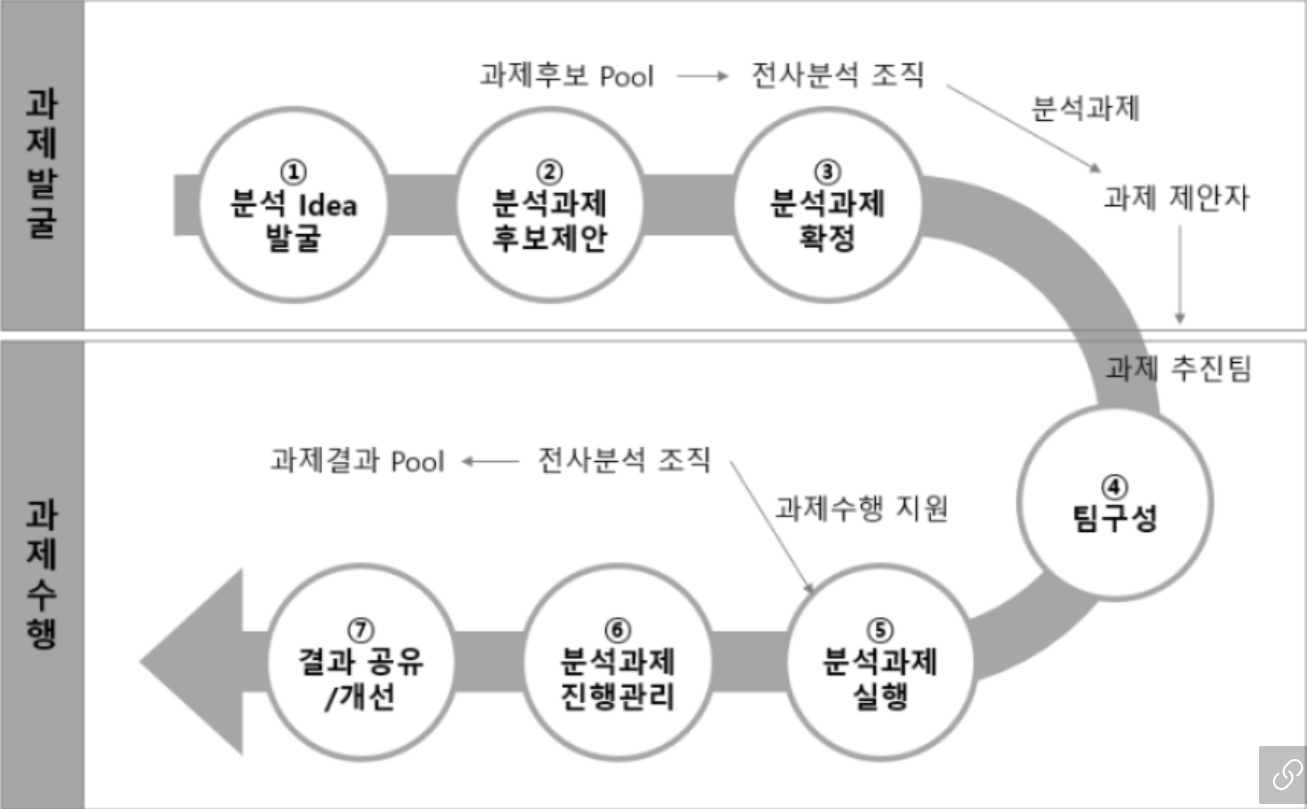 과제발굴
과제후보 Pool
전사분석 조직
분석과제
과제 제안자
①
분석 Idea
발굴
②
분석과제
후보제안
③
분석과제
확정
과제수행
과제 추진팀
④
팀구성
과제결과 Pool
전사분석 조직
과제수행 지원
⑤
분석과제
실행
⑥
분석과제
진행관리
⑦
결과 공유
/개선